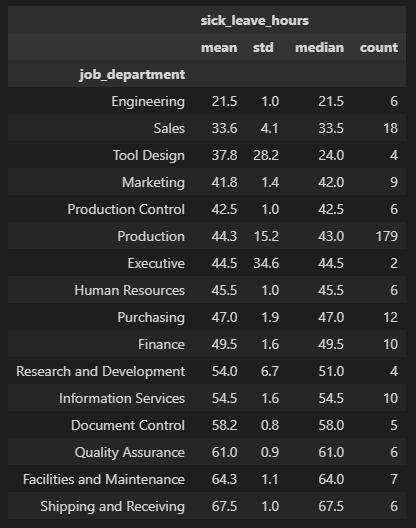 sick_leave_hours
mean std median count
job_department
Engineering 21.5 1.0 21.5 6
Sales 33.6 4.1 33.5 18
Tool Design 37.8 28.2 24.0 4
Marketing 41.8 1.4 42.0 9
Production Control 42.5 1.0 42.5 6
Production 44.3 15.2 43.0 179
Executive 44.5 34.6 44.5 2
Human Resources 45.5 1.0 45.5 6
Purchasing 47.0 1.9 47.0 12
Finance 49.5 1.6 49.5 10
Research and Development 54.0 6.7 51.0 4
Information Services 54.5 1.6 54.5 10
Document Control 58.2 0.8 58.0 5
Quality Assurance 61.0 0.9 61.0 6
Facilities and Maintenance 64.3 1.1 64.0 7
Shipping and Receiving 67.5 1.0 67.5 6